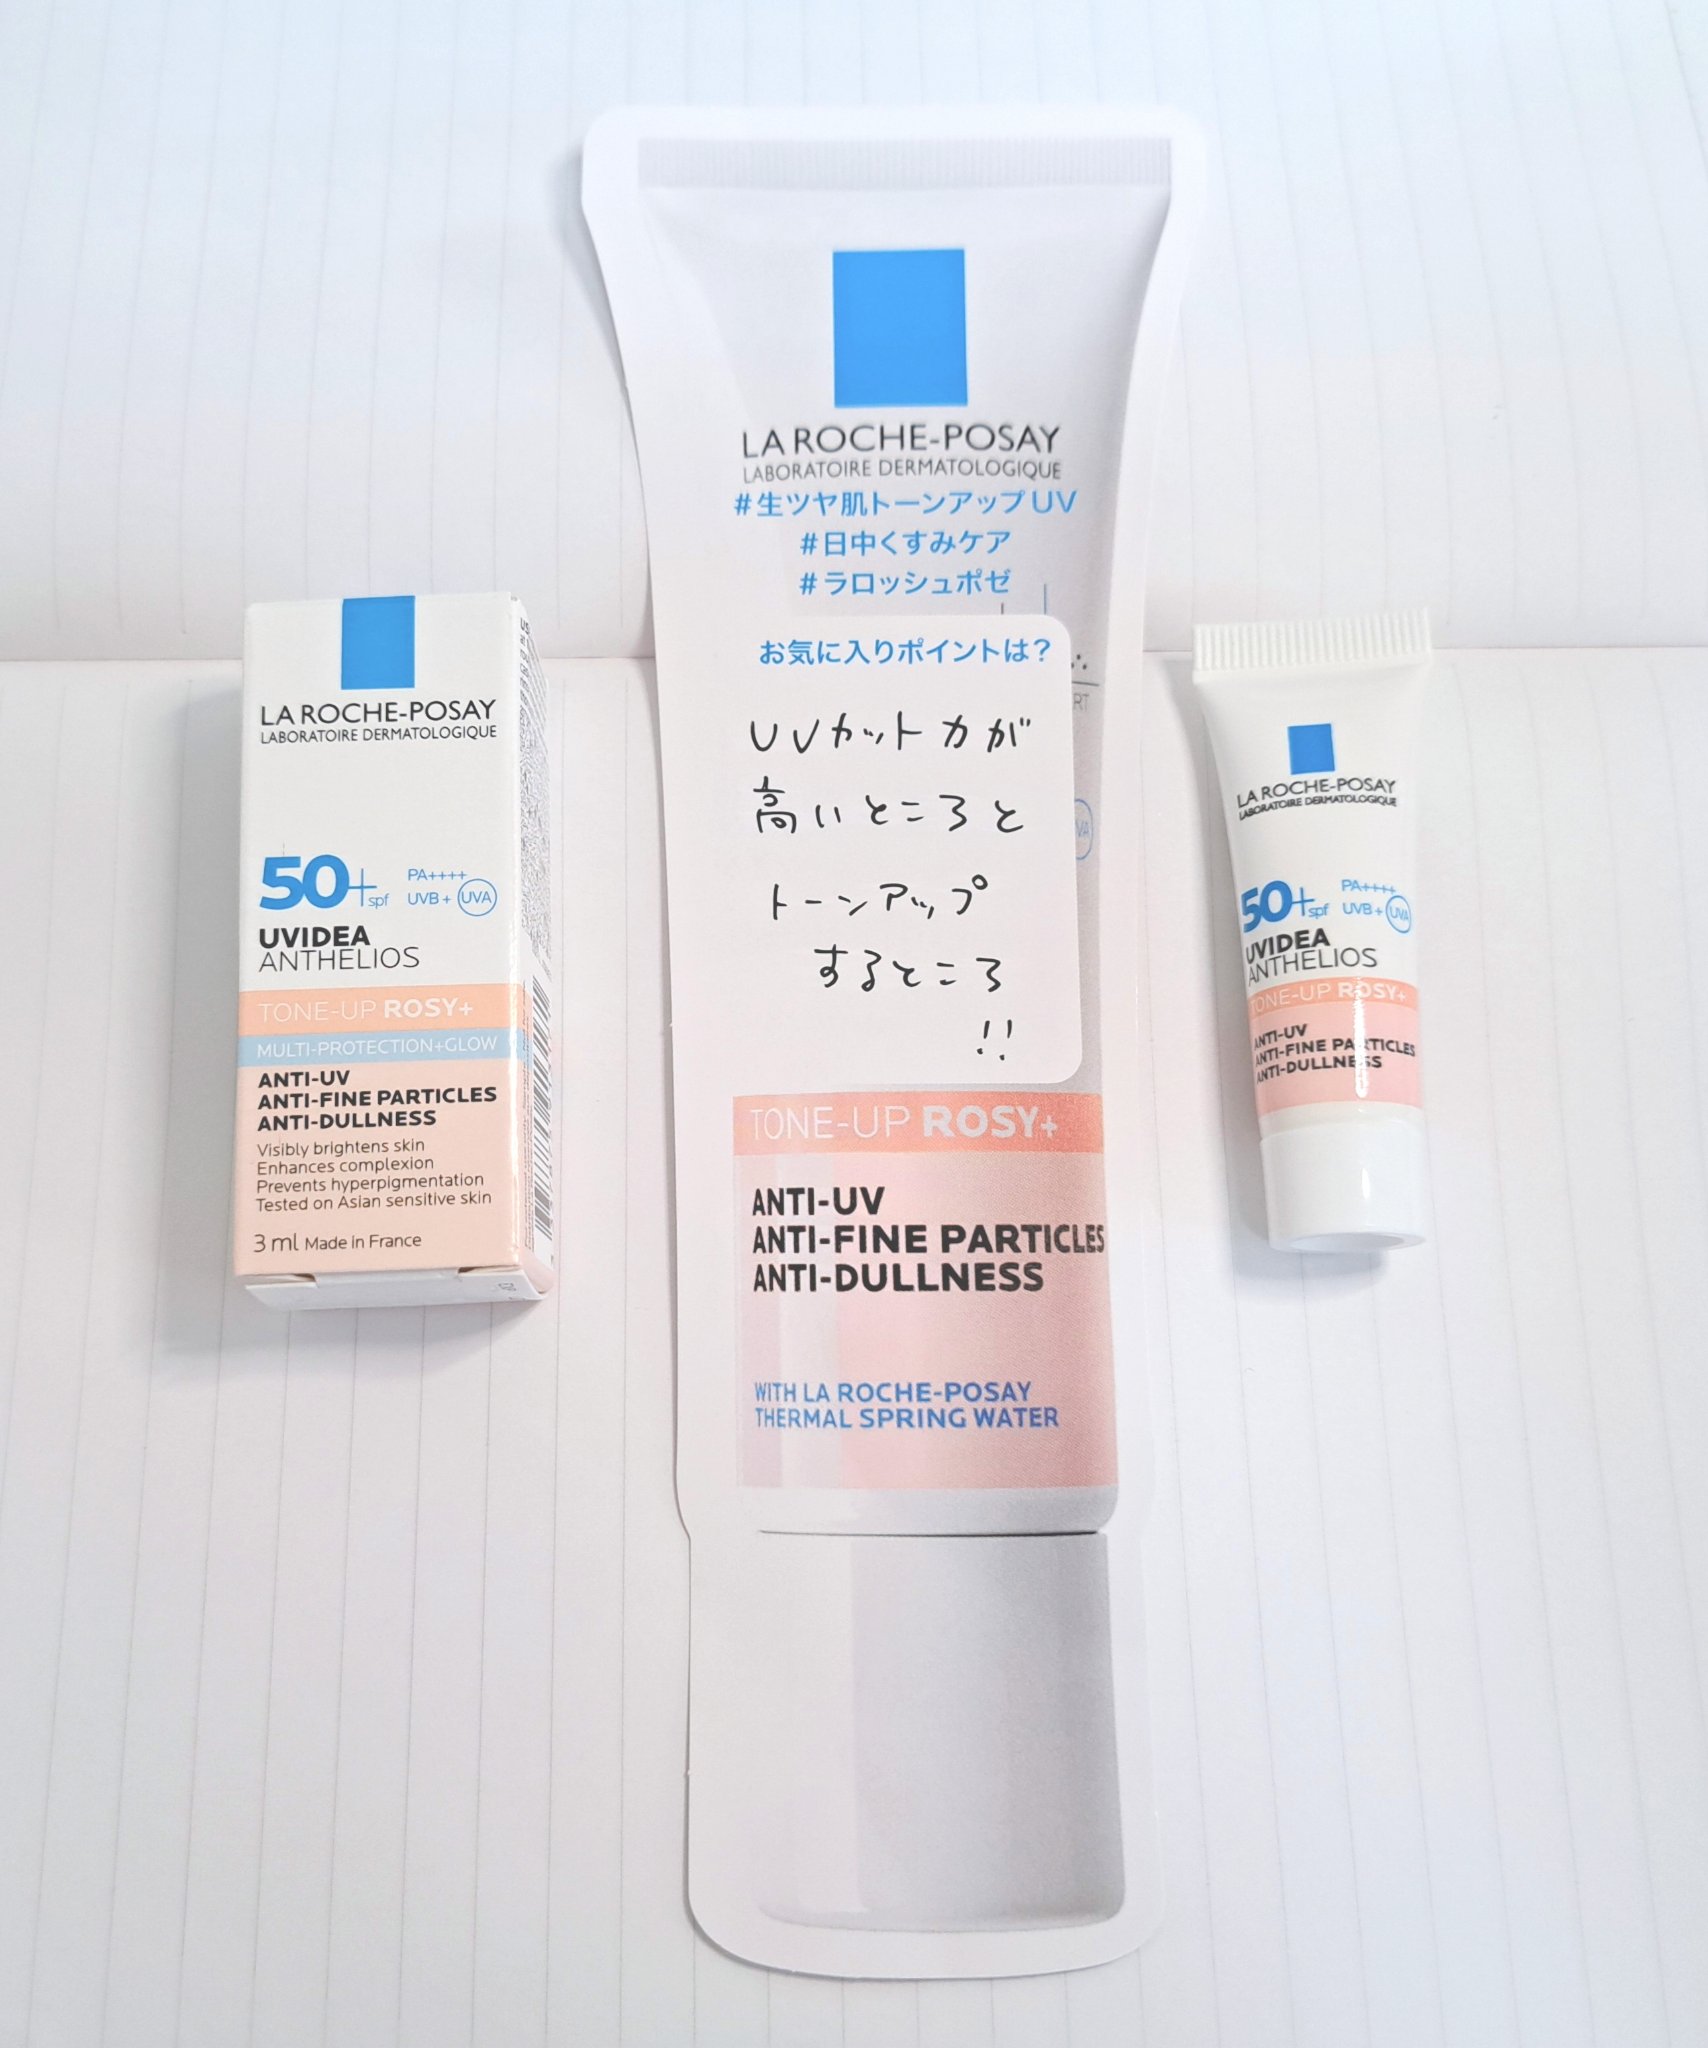 LA ROCHE-POSAY
LABORATOIRE DERMATOLOGIQUE
#生ツヤ肌トーンアップUV
#日中くすみケア
#ラロッシュポゼ
お気に入りポイントは?
UVカット力が
高いところと
トーンアップ
するところ
!!
RT
VA
TONE-UP ROSY+
ANTI-UV
ANTI-FINE PARTICLES
ANTI-DULLNESS
WITH LA ROCHE-POSAY
THERMAL SPRING WATER
LA ROCHE-POSAY
LABORATOIRE DERMATOLOGIQUE
50+ spf PA++++
UVB + UVA
UVIDEA
ANTHELIOS
TONE-UP ROSY+
MULTI-PROTECTION+GLOW
ANTI-UV
ANTI-FINE PARTICLES
ANTI-DULLNESS
Visibly brightens skin
Enhances complexion
Prevents hyperpigmentation
Tested on Asian sensitive skin
3 ml Made in France
LA ROCHE-POSAY
LABORATOIRE DERMATOLOGIQUE
50+ spf PA++++
UVB + UVA
UVIDEA
ANTHELIOS
TONE-UP ROSY+
ANTI-UV
ANTI-FINE PARTICLES
ANTI-DULLNESS